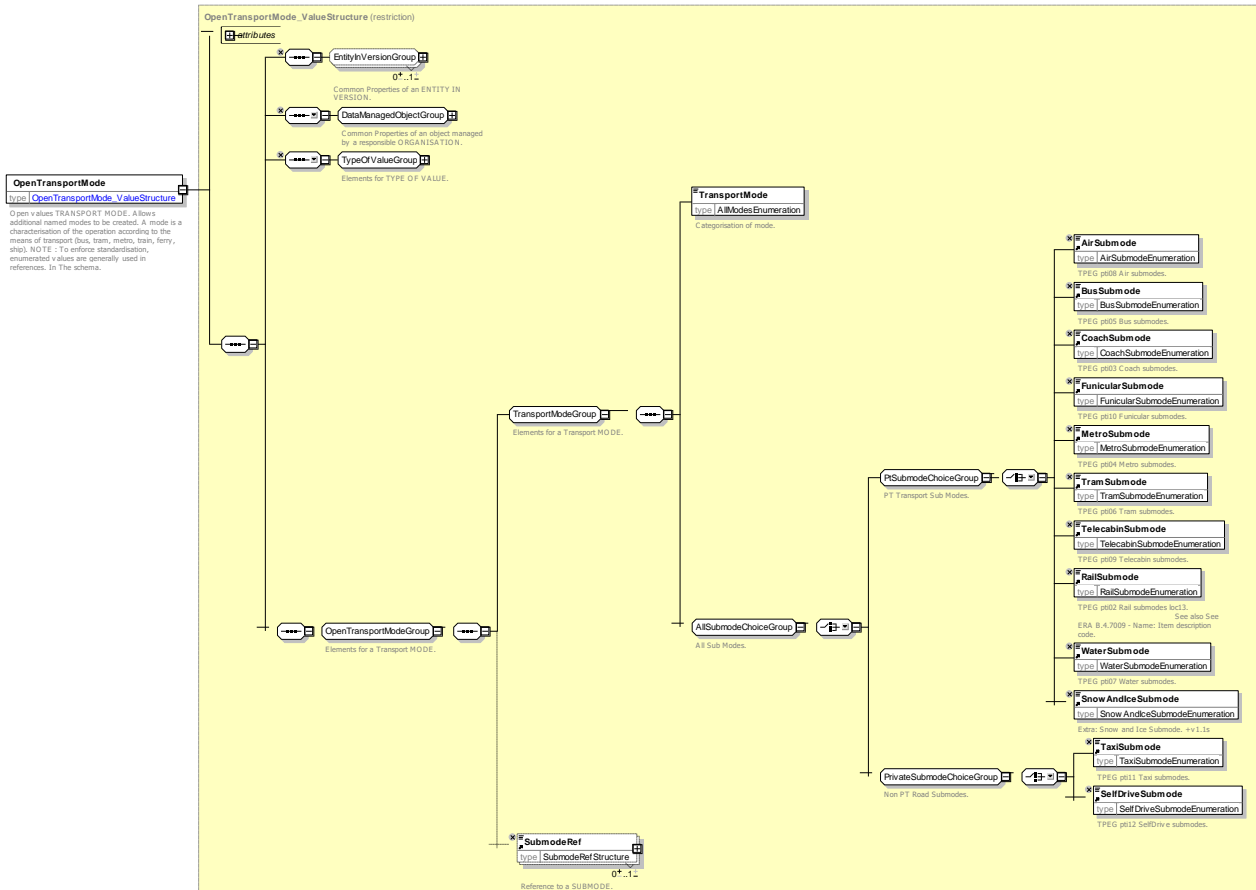 OpenTransportMode_ValueStructure (restriction)
attributes
EntityInVersionGroup
0..1
Common Properties of an ENTITY IN
VERSION.
DataManagedObjectGroup
Common Properties of an object managed
by a responsible ORGANISATION.
TypeOfValueGroup
Elements for TYPE OF VALUE.
OpenTransportMode
type OpenTransportMode_ValueStructure
Open values TRANSPORT MODE. Allows
additional named modes to be created. A mode is a
characterisation of the operation according to the
means of transport (bus, tram, metro, train, ferry,
ship). NOTE : To enforce standardisation,
enumerated values are generally used in
references. In The schema.
OpenTransportModeGroup
Elements for a Transport MODE.
TransportModeGroup
Elements for a Transport MODE.
TransportMode
type AllModesEnumeration
Categorisation of mode.
AllSubmodeChoiceGroup
All Sub Modes.
PtSubmodeChoiceGroup
PT Transport Sub Modes.
AirSubmode
type AirSubmodeEnumeration
TPEG pti08 Air submodes.
BusSubmode
type BusSubmodeEnumeration
TPEG pti05 Bus submodes.
CoachSubmode
type CoachSubmodeEnumeration
TPEG pti03 Coach submodes.
FunicularSubmode
type FunicularSubmodeEnumeration
TPEG pti10 Funicular submodes.
MetroSubmode
type MetroSubmodeEnumeration
TPEG pti04 Metro submodes.
TramSubmode
type TramSubmodeEnumeration
TPEG pti06 Tram submodes.
TelecabinSubmode
type TelecabinSubmodeEnumeration
TPEG pti09 Telecabin submodes.
RailSubmode
type RailSubmodeEnumeration
TPEG pti02 Rail submodes loc13.
See also See
ERA B.4.7009 - Name: Item description
code.
WaterSubmode
type WaterSubmodeEnumeration
TPEG pti07 Water submodes.
SnowAndIceSubmode
type SnowAndIceSubmodeEnumeration
Extra: Snow and Ice Submode. +v1.1s
PrivateSubmodeChoiceGroup
Non PT Road Submodes.
TaxiSubmode
type TaxiSubmodeEnumeration
TPEG pti11 Taxi submodes.
SelfDriveSubmode
type SelfDriveSubmodeEnumeration
TPEG pti12 SelfDrive submodes.
SubmodeRef
type SubmodeRefStructure
0..1
Reference to a SUBMODE.